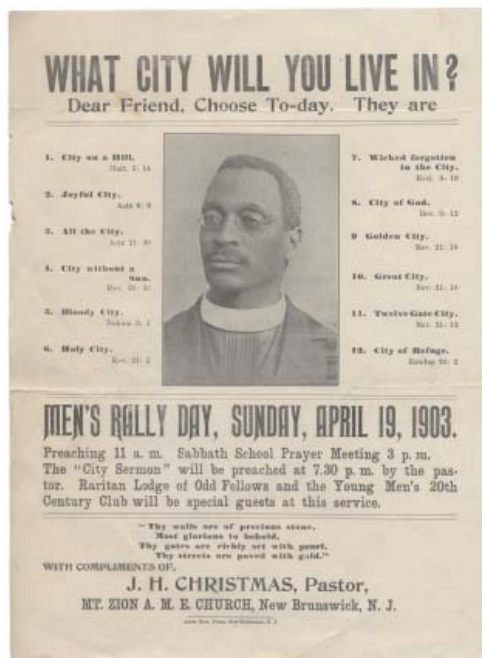 WHAT CITY WILL YOU LIVE IN?
Dear Friend, Choose To-day. They are
1. City on a Hill.
Matt. 5: 14
2. Joyful City.
Acts 8: 8
3. All the City.
Acts 21: 30
4. City without a
Sun.
Rev. 21: 23
5. Bloody City.
Nahum 3: 1
6. Holy City.
Rev. 21: 2
7. Wicked forgotten
in the City.
Eccl. 8: 10
8. City of God.
Rev. 3: 12
9 Golden City.
Rev. 21: 18
10. Great City.
Rev. 21: 10
11. Twelve Gate City.
Rev. 21: 12
12. City of Refuge.
MEN'S RALLY DAY, SUNDAY, APRIL 19, 1903.
Preaching 11 a. m. Sabbath School Prayer Meeting 3 p. m.
The "City Sermon" will be preached at 7.30 p. m. by the pas-
tor. Raritan Lodge of Odd Fellows and the Young Men's 20th
Century Club will be special guests at this service.
"Thy walls are of precious stone,
Most glorious to behold,
Thy gates are richly set with pearl,
Thy streets are paved with gold."
WITH COMPLIMENTS OF,
J. H. CHRISTMAS, Pastor,
MT. ZION A. M. E. CHURCH, New Brunswick, N. J.